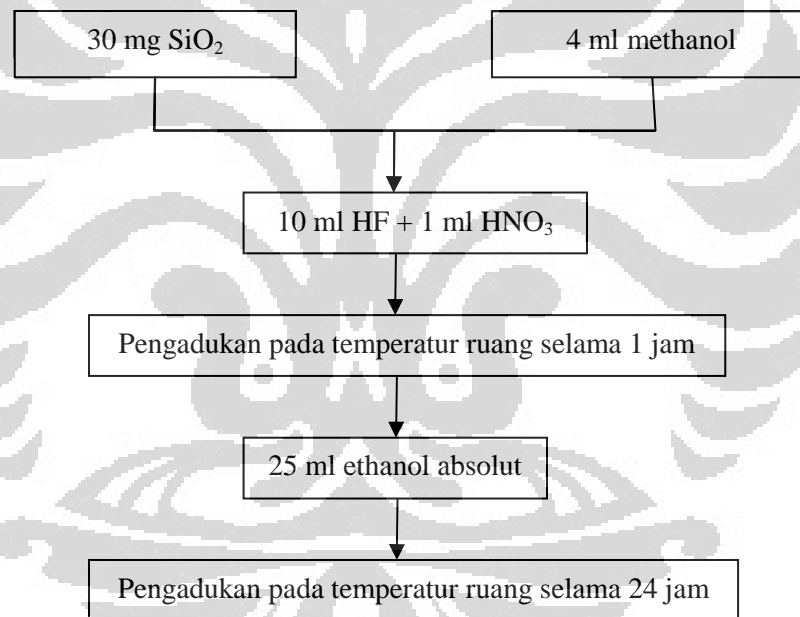 30 mg SiO₂
4 ml methanol
10 ml HF + 1 ml HNO₃
Pengadukan pada temperatur ruang selama 1 jam
25 ml ethanol absolut
Pengadukan pada temperatur ruang selama 24 jam